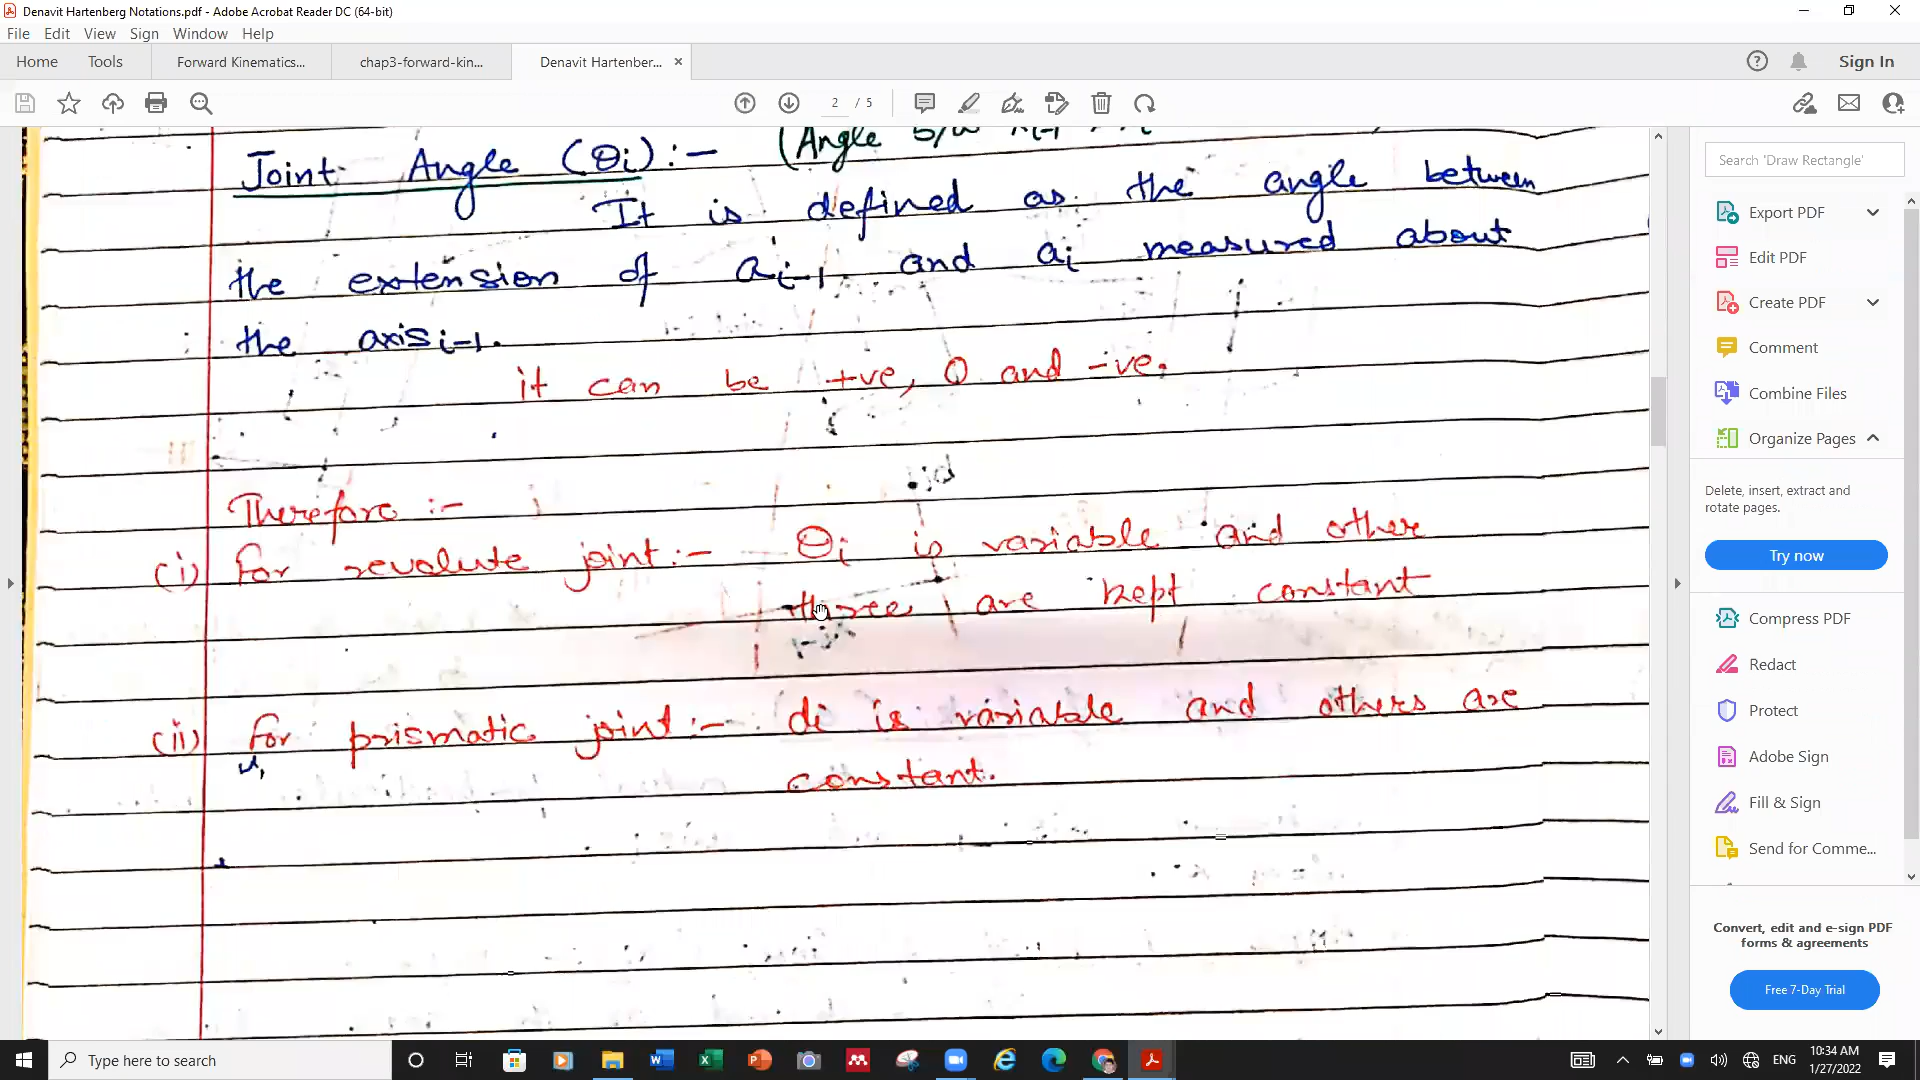 Denavit Hartenberg Notations.pdf - Adobe Acrobat Reader DC (64-bit)
File Edit View Sign Window Help
Home Tools Forward Kinematics... chap3-forward-kin... Denavit Hartenber... × Sign In
2 / 5
Joint Angle (θi) :- (Angle b/w
It is defined as the angle between
the extension of ai-1 and ai measured about
the axis i-1.
it can be +ve, 0 and -ve.
Therefore :-
(i) for revolute joint :- θi is variable and other
three are kept constant
(ii) for prismatic joint :- di is variable and others are
constant.
Search 'Draw Rectangle'
Export PDF
Edit PDF
Create PDF
Comment
Combine Files
Organize Pages
Delete, insert, extract and
rotate pages.
Try now
Compress PDF
Redact
Protect
Adobe Sign
Fill & Sign
Send for Comme...
Convert, edit and e-sign PDF
forms & agreements
Free 7-Day Trial
Type here to search
ENG
10:34 AM
1/27/2022